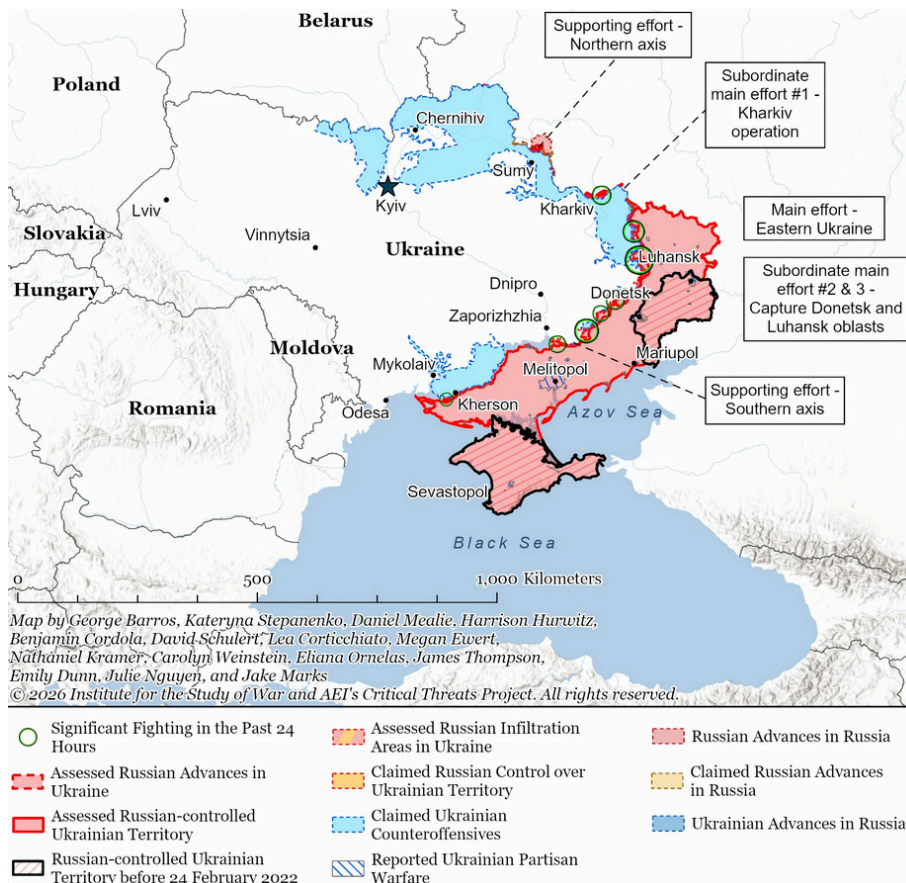 Belarus
Supporting effort -
Northern axis
Poland
Subordinate
main effort #1 -
Kharkiv
operation
Chernihiv
Sumy
Kyiv
Lviv
Kharkiv
Slovakia
Vinnytsia
Ukraine
Main effort -
Eastern Ukraine
Luhansk
Hungary
Dnipro
Donetsk
Subordinate main
effort #2 & 3 -
Capture Donetsk and
Luhansk oblasts
Zaporizhzhia
Moldova
Mykolaiv
Mariupol
Melitopol
Romania
Odesa
Kherson
Azov Sea
Supporting effort -
Southern axis
Sevastopol
Black Sea
0
500
1,000 Kilometers
Map by George Barros, Kateryna Stepanenko, Daniel Mealie, Harrison Hurwitz,
Benjamin Cordola, David Schulert, Lea Corticchiato, Megan Ewert,
Nathaniel Kramer, Carolyn Weinstein, Eliana Ornelas, James Thompson,
Emily Dunn, Julie Nguyen, and Jake Marks
© 2026 Institute for the Study of War and AEI's Critical Threats Project. All rights reserved.
Significant Fighting in the Past 24
Hours
Assessed Russian Advances in
Ukraine
Assessed Russian-controlled
Ukrainian Territory
Russian-controlled Ukrainian
Territory before 24 February 2022
Assessed Russian Infiltration
Areas in Ukraine
Claimed Russian Control over
Ukrainian Territory
Claimed Ukrainian
Counteroffensives
Reported Ukrainian Partisan
Warfare
Russian Advances in Russia
Claimed Russian Advances
in Russia
Ukrainian Advances in Russia